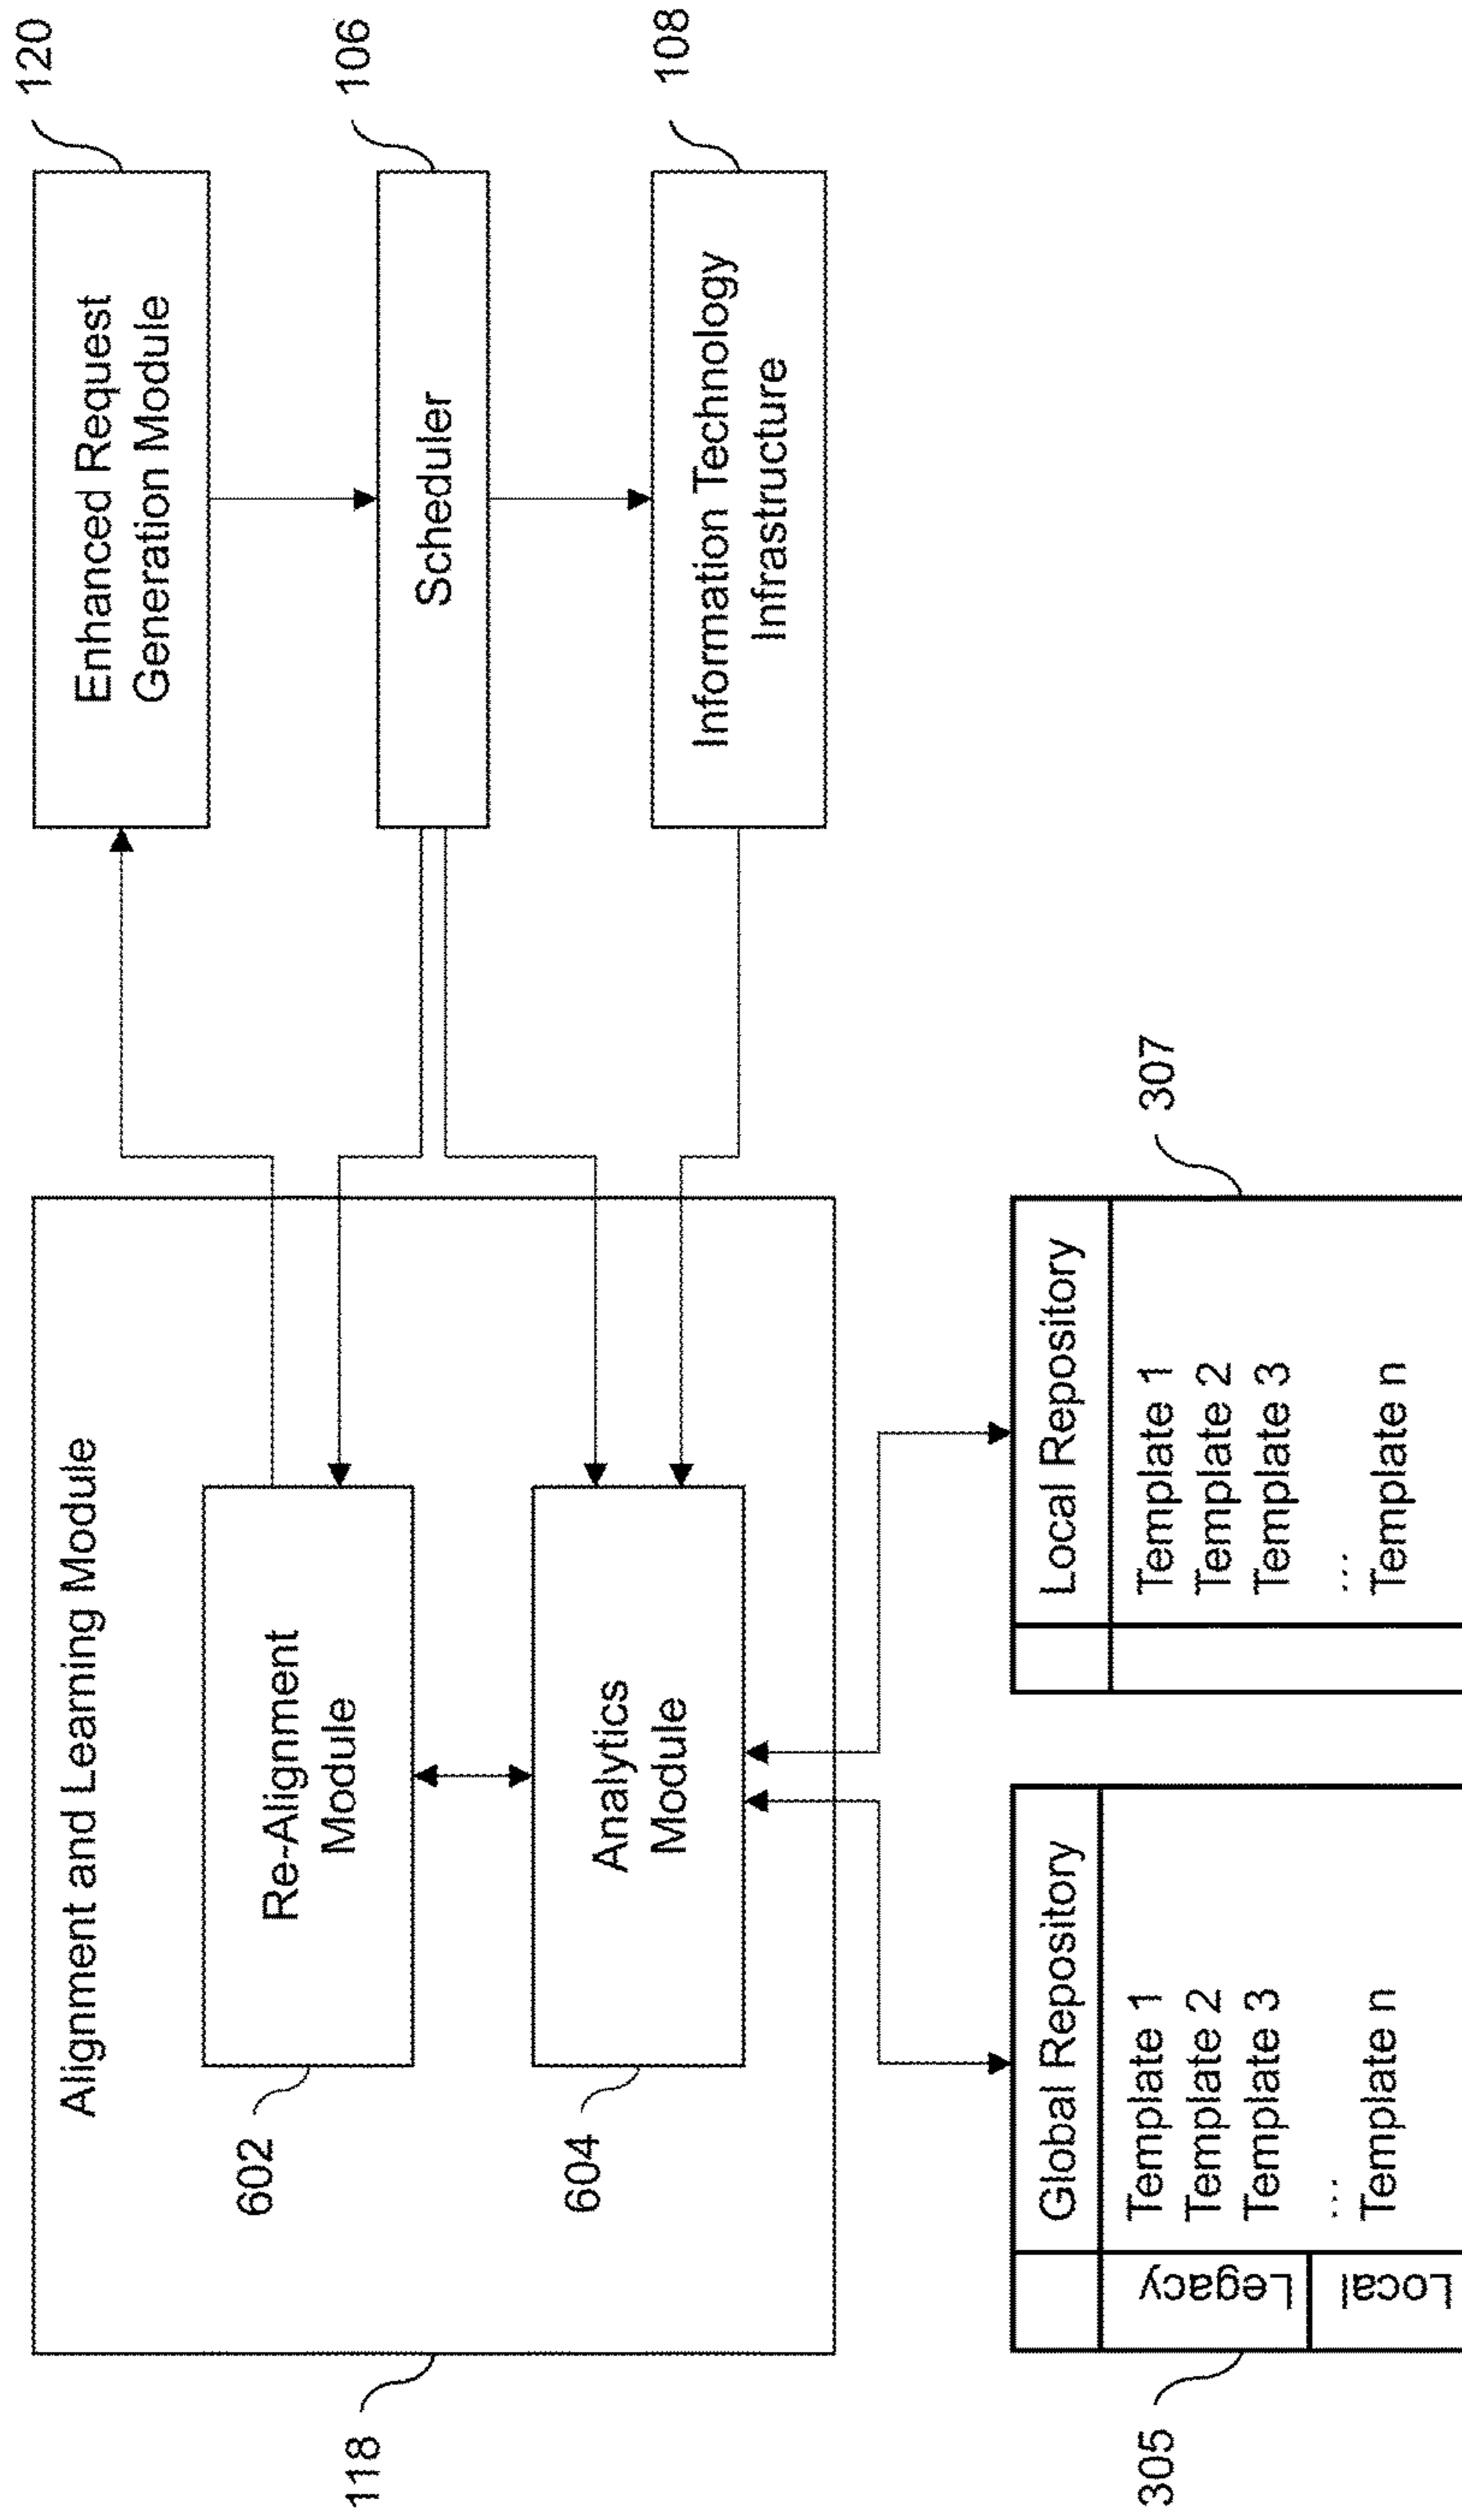 Alignment and Learning Module
118
Re-Alignment
Module
602
Analytics
Module
604
Enhanced Request
Generation Module
120
Scheduler
106
Information Technology
Infrastructure
108
Global Repository
Legacy
Local
Template 1
Template 2
Template 3
...
Template n
305
Local Repository
Template 1
Template 2
Template 3
...
Template n
307